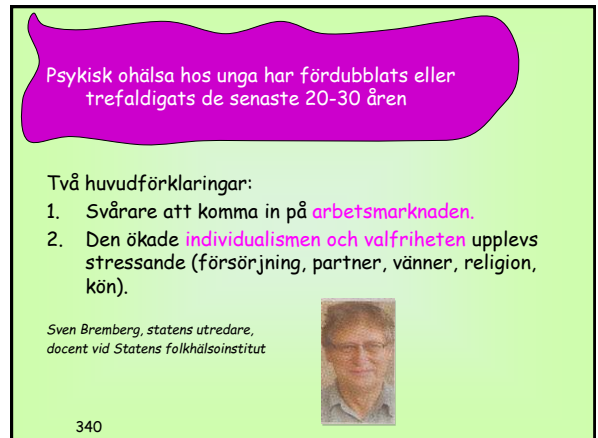 Psykisk ohälsa hos unga har fördubblats eller
trefaldigats de senaste 20-30 åren
Två huvudförklaringar:
1. Svårare att komma in på arbetsmarknaden.
2. Den ökade individualismen och valfriheten upplevs
stressande (försörjning, partner, vänner, religion,
kön).
Sven Bremberg, statens utredare,
docent vid Statens folkhälsoinstitut
340